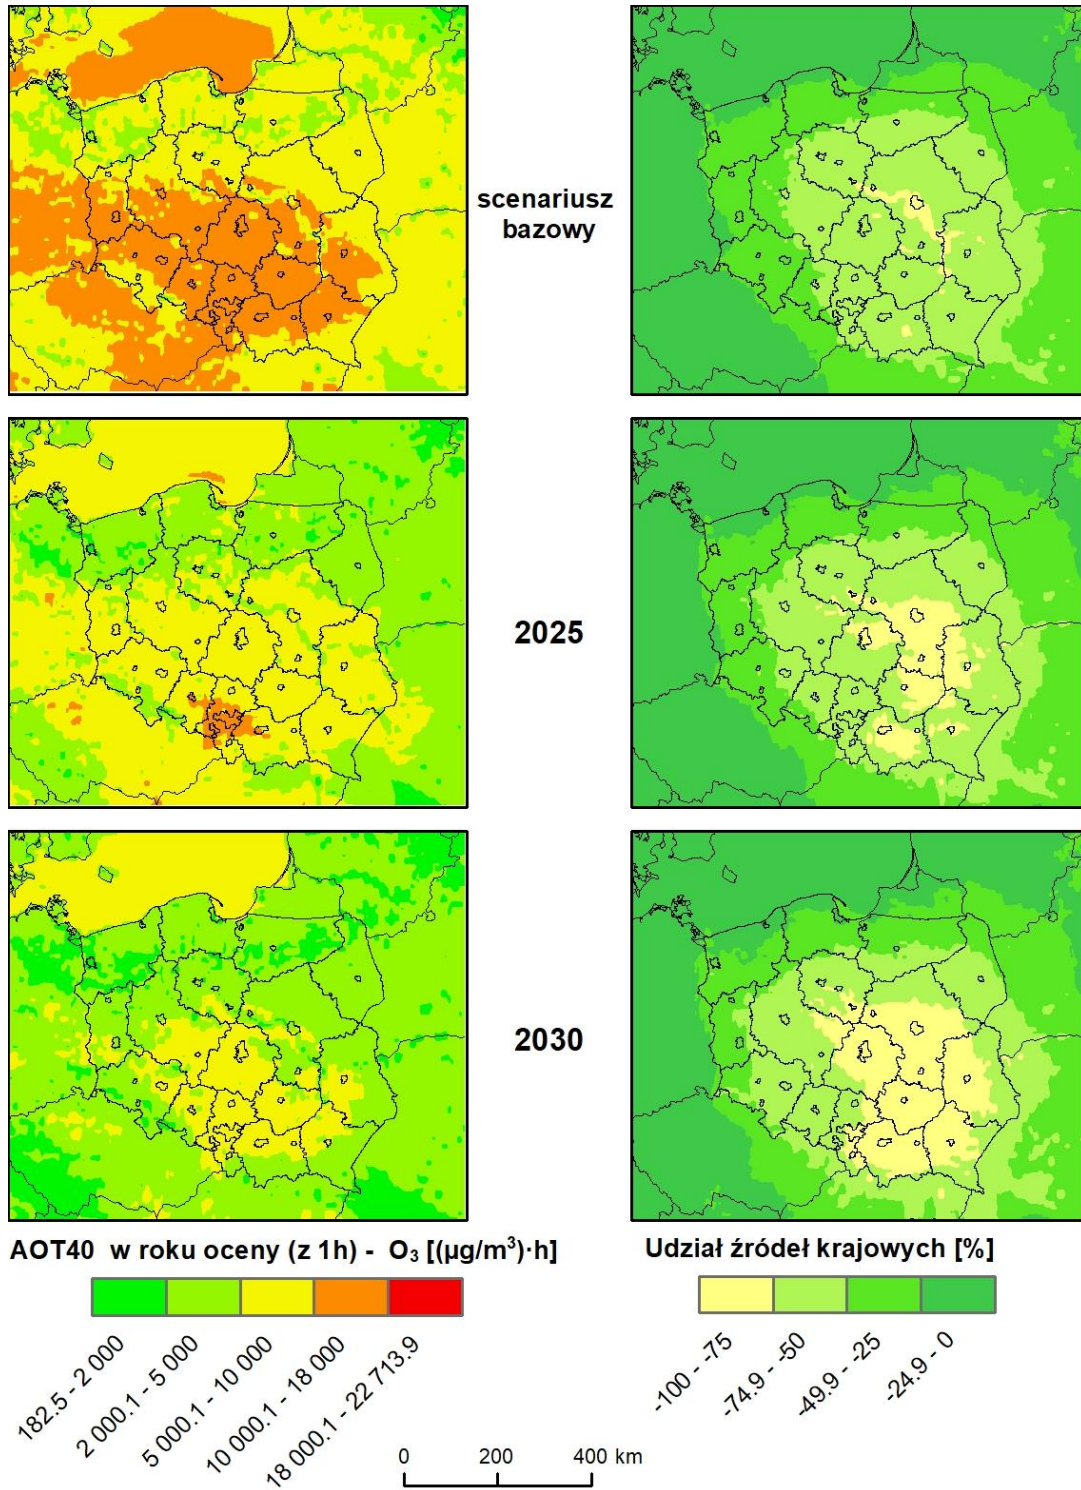 scenariusz
bazowy
2025
2030
AOT40 w roku oceny (z 1h) - O₃ [(µg/m³)·h]
182.5 - 2 000
2 000.1 - 5 000
5 000.1 - 10 000
10 000.1 - 18 000
18 000.1 - 22 713.9
Udział źródeł krajowych [%]
-100 - -75
-74.9 - -50
-49.9 - -25
-24.9 - 0
0 200 400 km